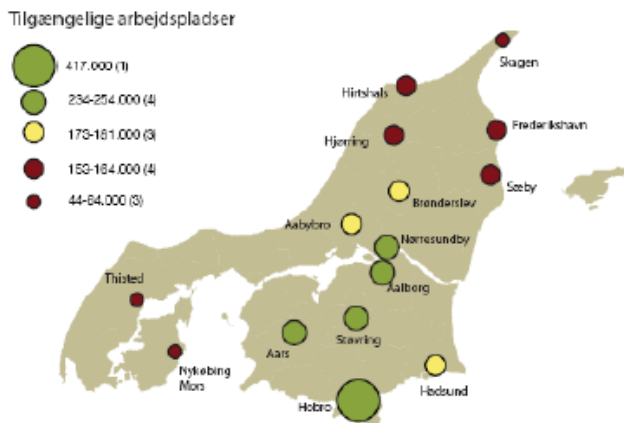 Tilgængelige arbejdspladser
417.000 (1)
234-254.000 (4)
173-181.000 (3)
153-164.000 (4)
44-64.000 (3)
Skagen
Hirtshals
Frederikshavn
Hjørring
Sæby
Brønderslev
Aabybro
Nørresundby
Thisted
Aalborg
Støvring
Aars
Nykøbing
Mors
Hadsund
Hobro